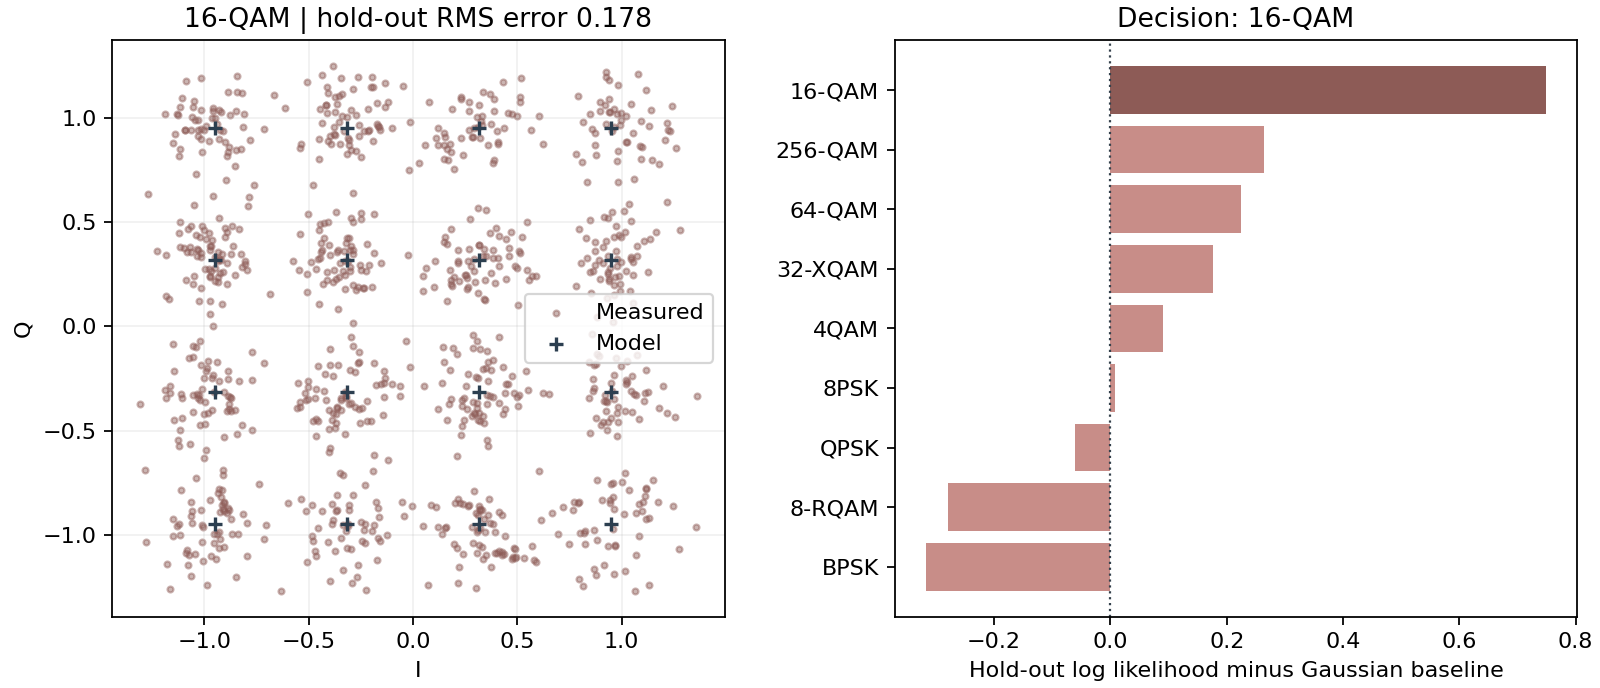 16-QAM | hold-out RMS error 0.178
1.0
0.5
0.0
−0.5
−1.0
Q
Measured
Model
−1.0
−0.5
0.0
0.5
1.0
I
Decision: 16-QAM
16-QAM
256-QAM
64-QAM
32-XQAM
4QAM
8PSK
QPSK
8-RQAM
BPSK
−0.2
0.0
0.2
0.4
0.6
0.8
Hold-out log likelihood minus Gaussian baseline